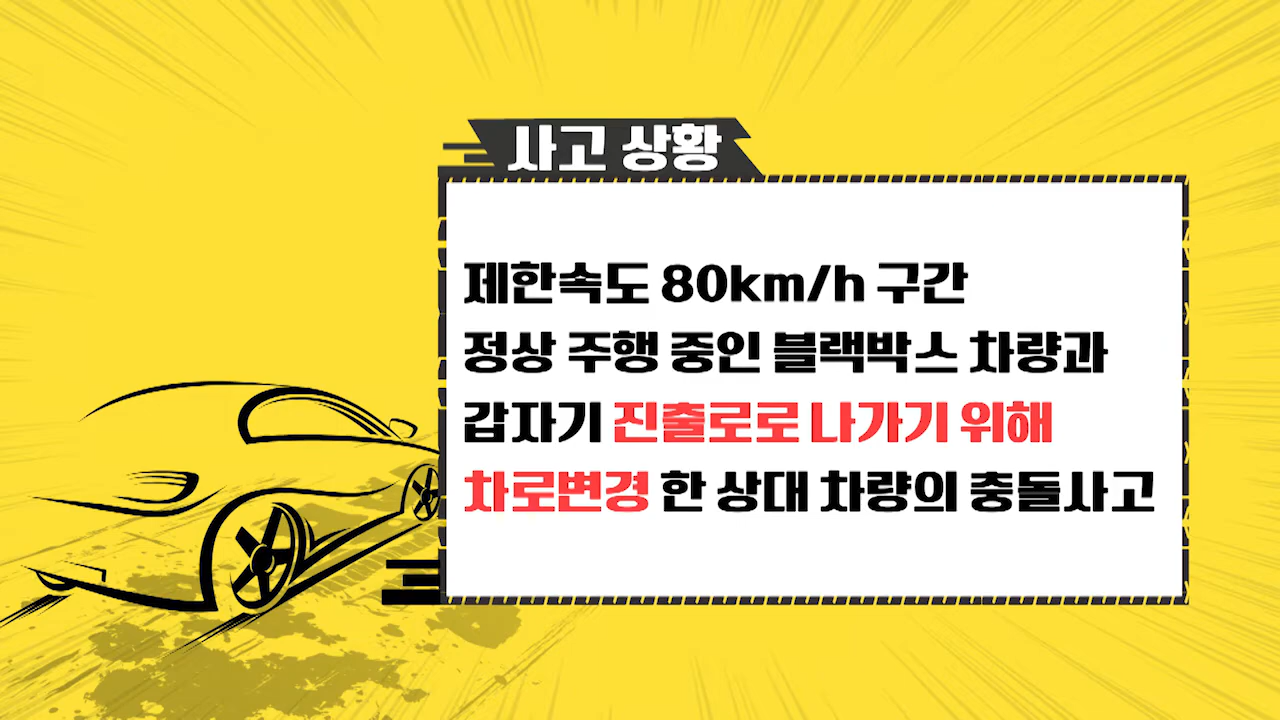 사고 상황
제한속도 80km/h 구간
정상 주행 중인 블랙박스 차량과
갑자기 진출로로 나가기 위해
차로변경 한 상대 차량의 충돌사고